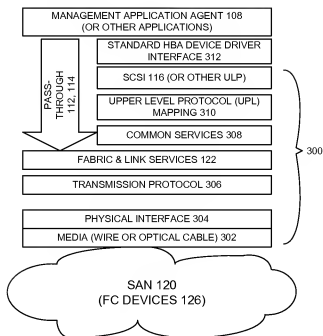 MANAGEMENT APPLICATION AGENT 108
(OR OTHER APPLICATIONS)
STANDARD HBA DEVICE DRIVER
INTERFACE 312
PASS-
THROUGH
112, 114
SCSI 116 (OR OTHER ULP)
UPPER LEVEL PROTOCOL (UPL)
MAPPING 310
COMMON SERVICES 308
300
FABRIC & LINK SERVICES 122
TRANSMISSION PROTOCOL 306
PHYSICAL INTERFACE 304
MEDIA (WIRE OR OPTICAL CABLE) 302
SAN 120
(FC DEVICES 126)